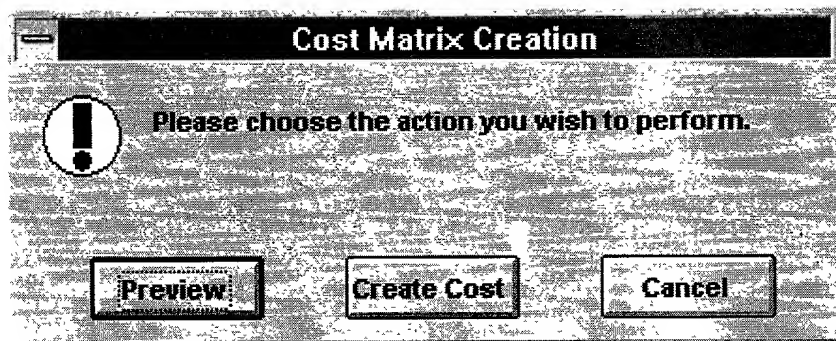 Cost Matrix Creation
Please choose the action you wish to perform.
Preview
Create Cost
Cancel